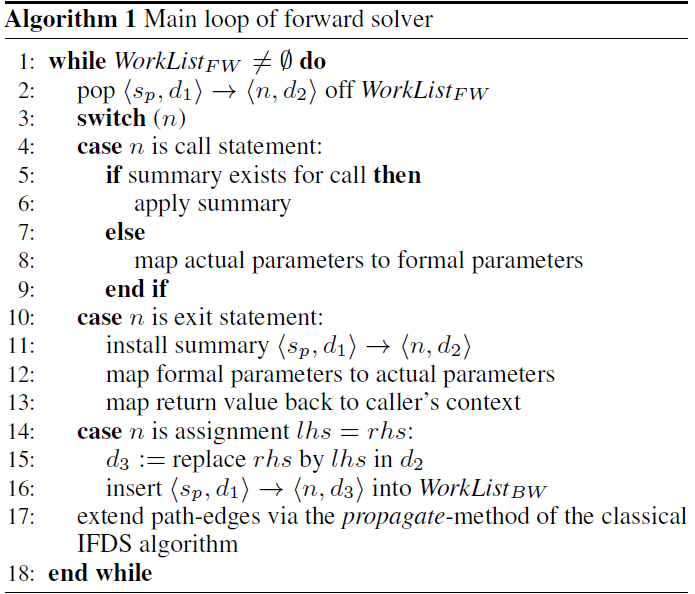 Algorithm 1 Main loop of forward solver
1: while WorkList_FW ≠ ∅ do
2: pop ⟨s_p, d_1⟩ → ⟨n, d_2⟩ off WorkList_FW
3: switch (n)
4: case n is call statement:
5: if summary exists for call then
6: apply summary
7: else
8: map actual parameters to formal parameters
9: end if
10: case n is exit statement:
11: install summary ⟨s_p, d_1⟩ → ⟨n, d_2⟩
12: map formal parameters to actual parameters
13: map return value back to caller's context
14: case n is assignment lhs = rhs:
15: d_3 := replace rhs by lhs in d_2
16: insert ⟨s_p, d_1⟩ → ⟨n, d_3⟩ into WorkList_BW
17: extend path-edges via the propagate-method of the classical
IFDS algorithm
18: end while